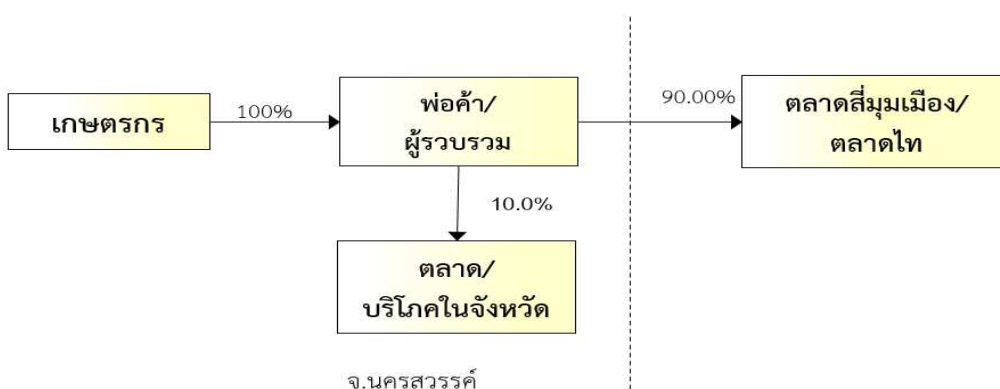 เกษตรกร
100%
พ่อค้า/
ผู้รวบรวม
90.00%
ตลาดสี่มุมเมือง/
ตลาดไท
10.0%
ตลาด/
บริโภคในจังหวัด
จ.นครสวรรค์